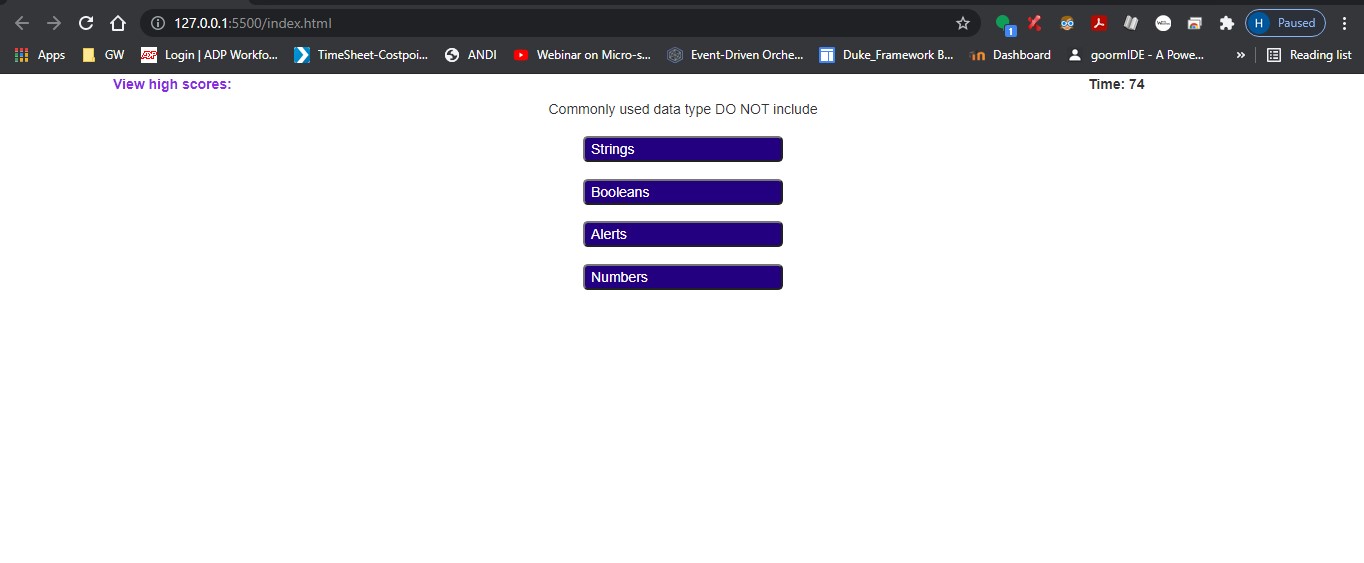 127.0.0.1:5500/index.html 1 H Paused
Apps GW ADP Login | ADP Workfo... TimeSheet-Costpoi... ANDI Webinar on Micro-s... Event-Driven Orche... Duke_Framework B... Dashboard goormIDE - A Powe... » Reading list
View high scores: Time: 74
Commonly used data type DO NOT include
Strings
Booleans
Alerts
Numbers